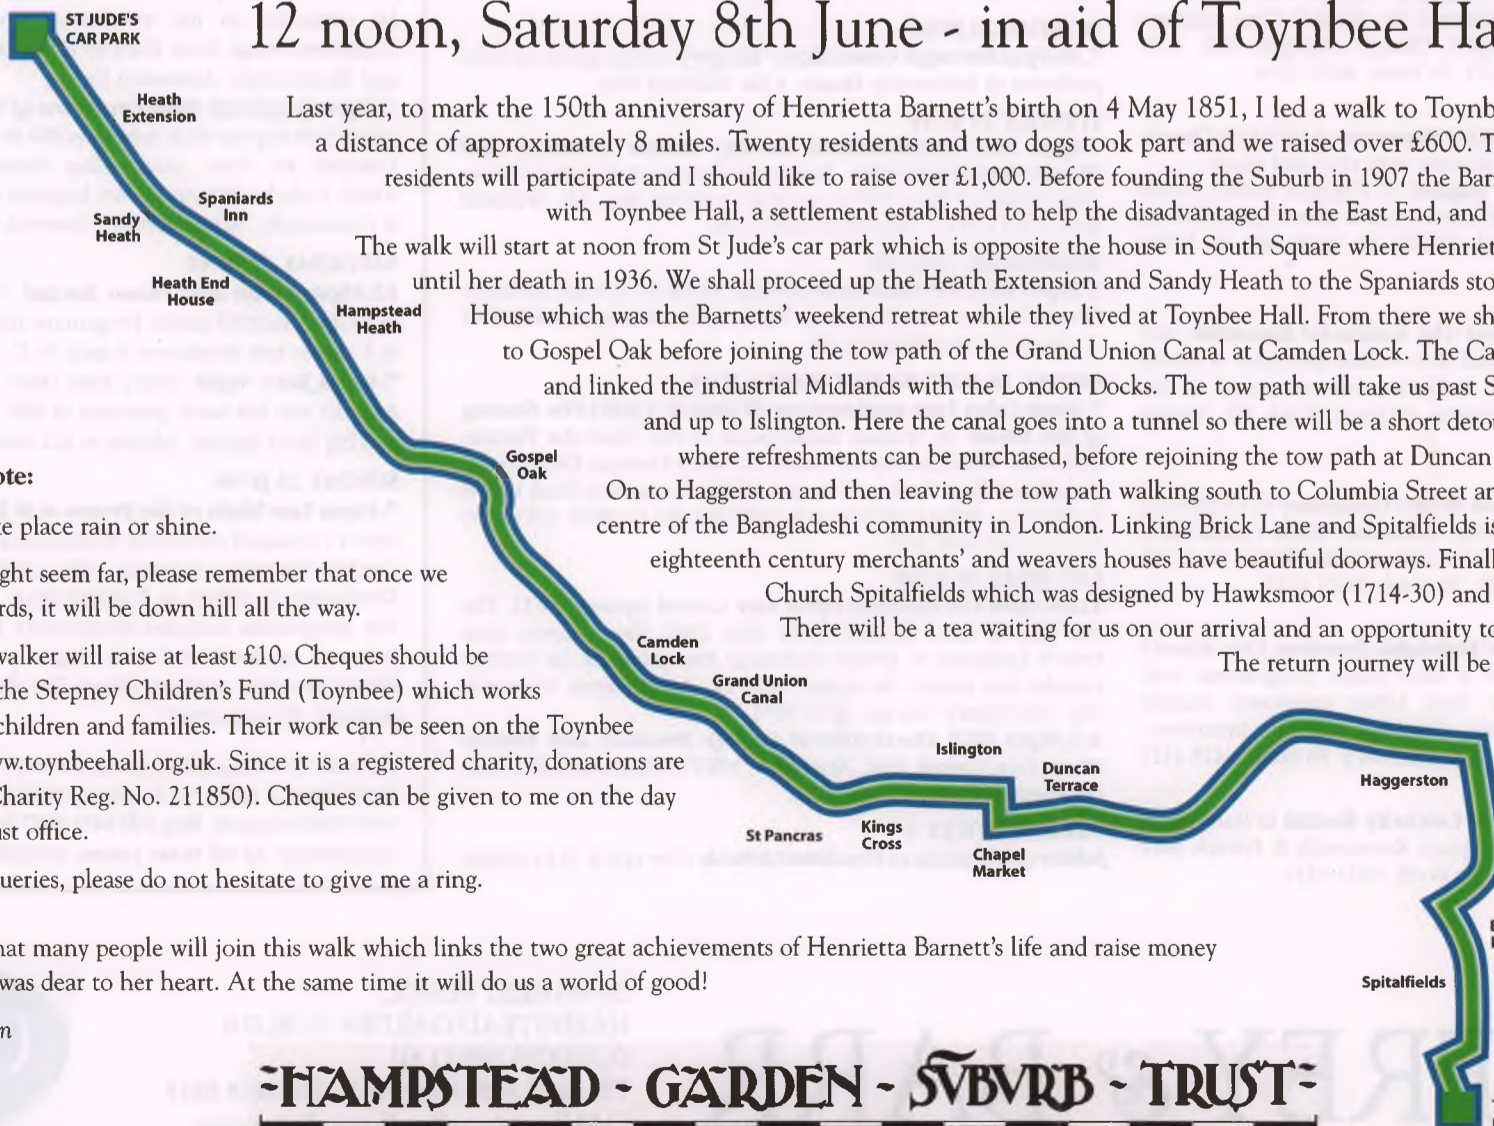 ST JUDE'S
CAR PARK
12 noon, Saturday 8th June - in aid of Toynbee Ha
Heath
Extension
Last year, to mark the 150th anniversary of Henrietta Barnett's birth on 4 May 1851, I led a walk to Toynb
a distance of approximately 8 miles. Twenty residents and two dogs took part and we raised over £600. T
residents will participate and I should like to raise over £1,000. Before founding the Suburb in 1907 the Bar
with Toynbee Hall, a settlement established to help the disadvantaged in the East End, and
The walk will start at noon from St Jude's car park which is opposite the house in South Square where Henriet
until her death in 1936. We shall proceed up the Heath Extension and Sandy Heath to the Spaniards sto
House which was the Barnetts' weekend retreat while they lived at Toynbee Hall. From there we sh
to Gospel Oak before joining the tow path of the Grand Union Canal at Camden Lock. The Ca
and linked the industrial Midlands with the London Docks. The tow path will take us past S
and up to Islington. Here the canal goes into a tunnel so there will be a short deto
where refreshments can be purchased, before rejoining the tow path at Duncan
On to Haggerston and then leaving the tow path walking south to Columbia Street a
centre of the Bangladeshi community in London. Linking Brick Lane and Spitalfields is
eighteenth century merchants' and weavers houses have beautiful doorways. Finall
Church Spitalfields which was designed by Hawksmoor (1714-30) and
There will be a tea waiting for us on our arrival and an opportunity to
The return journey will be
Spaniards
Inn
Sandy
Heath
Heath End
House
Hampstead
Heath
Gospel
Oak
Camden
Lock
Grand Union
Canal
St Pancras
Kings
Cross
Islington
Chapel
Market
Duncan
Terrace
Haggerston
Spitalfields
ote:
ke place rain or shine.
ght seem far, please remember that once we
rds, it will be down hill all the way.
walker will raise at least £10. Cheques should be
the Stepney Children's Fund (Toynbee) which works
children and families. Their work can be seen on the Toynbee
w.toynbeehall.org.uk. Since it is a registered charity, donations are
Charity Reg. No. 211850). Cheques can be given to me on the day
ust office.
ueries, please do not hesitate to give me a ring.
hat many people will join this walk which links the two great achievements of Henrietta Barnett's life and raise money
was dear to her heart. At the same time it will do us a world of good!
n
HAMPSTEAD - GARDEN - SVBVRB - TRUST